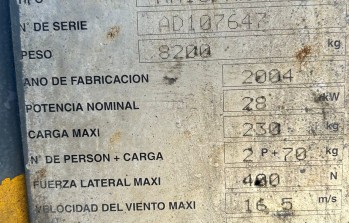 N° DE SERIE AD107647
PESO 8200 kg
ANO DE FABRICACION 2004
POTENCIA NOMINAL 28 kW
CARGA MAXI 230 kg
N° DE PERSON + CARGA 2 P+ 70 kg
FUERZA LATERAL MAXI 400 N
VELOCIDAD DEL VIENTO MAXI 16.5 m/s